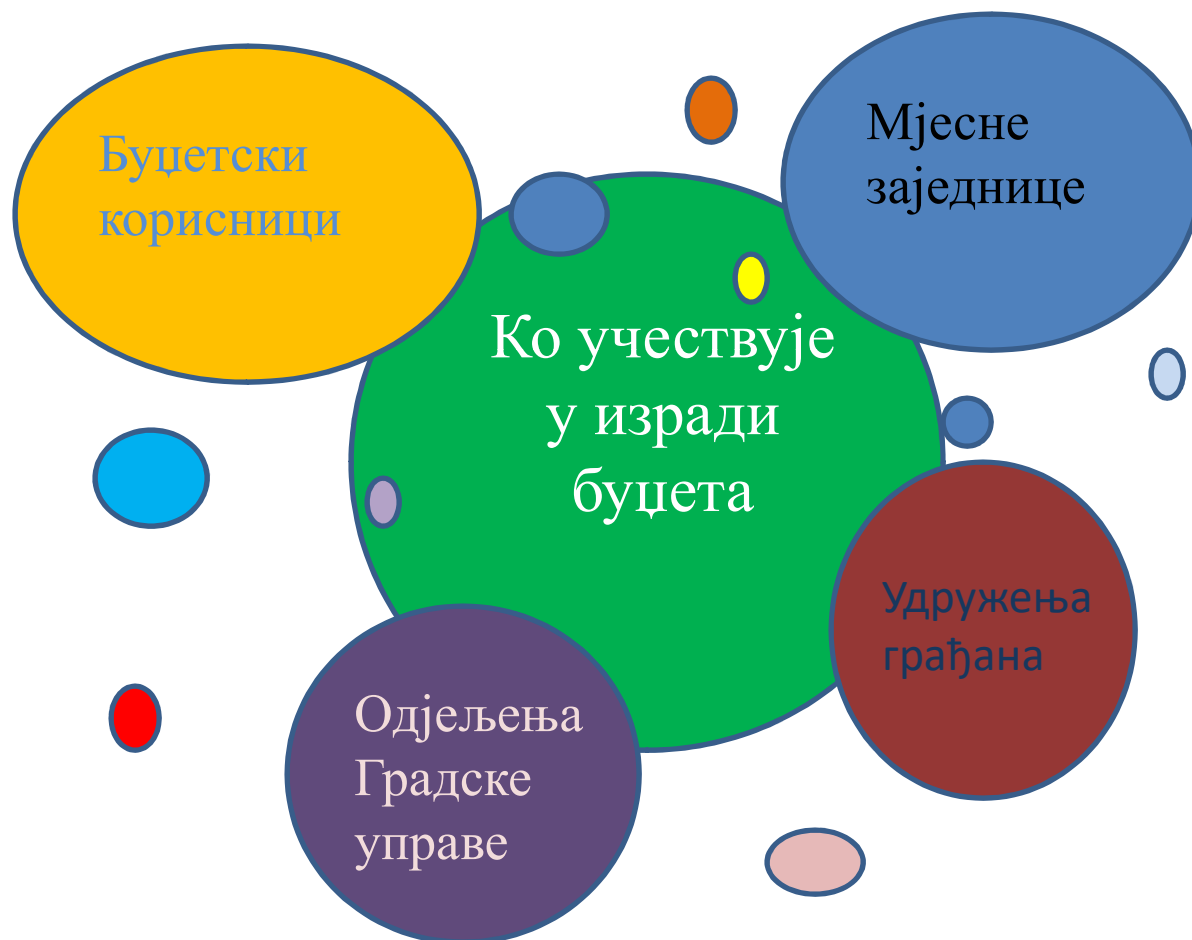 Буџетски
корисници
Мјесне
заједнице
Ко учествује
у изради
буџета
Удружења
грађана
Одјељења
Градске
управе